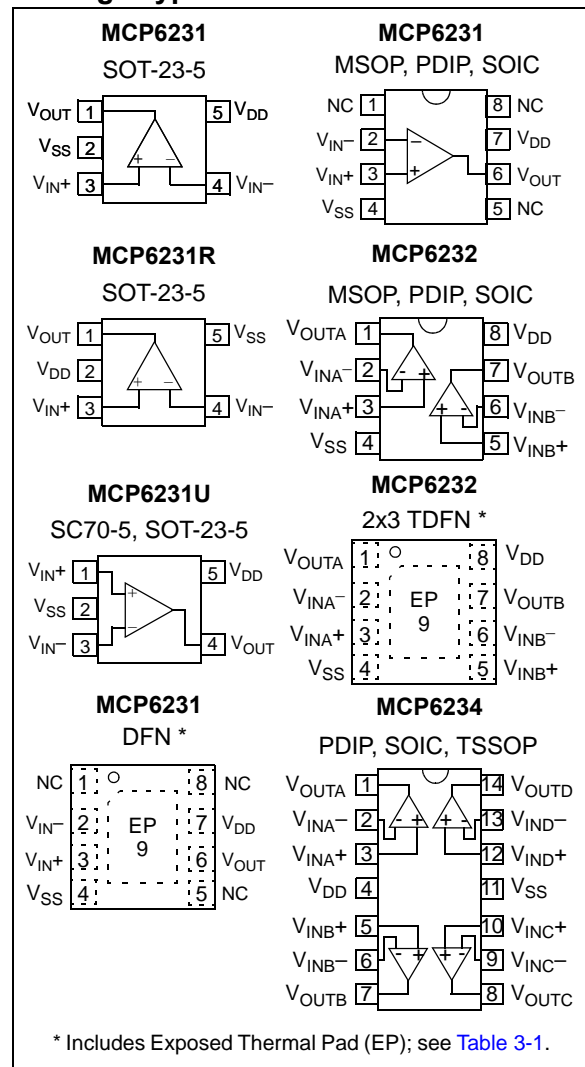 MCP6231
SOT-23-5
VOUT 1 5 VDD
VSS 2
VIN+ 3 4 VIN–
+ –
MCP6231
MSOP, PDIP, SOIC
NC 1 8 NC
VIN– 2 7 VDD
VIN+ 3 6 VOUT
VSS 4 5 NC
–
+
MCP6231R
SOT-23-5
VOUT 1 5 VSS
VDD 2
VIN+ 3 4 VIN–
+ –
MCP6232
MSOP, PDIP, SOIC
VOUTA 1 8 VDD
VINA– 2 7 VOUTB
VINA+ 3 6 VINB–
VSS 4 5 VINB+
- +
+ -
MCP6231U
SC70-5, SOT-23-5
VIN+ 1 5 VDD
VSS 2
VIN– 3 4 VOUT
+
–
MCP6232
2x3 TDFN *
VOUTA 1 8 VDD
VINA– 2 7 VOUTB
VINA+ 3 6 VINB–
VSS 4 5 VINB+
EP
9
MCP6231
DFN *
NC 1 8 NC
VIN– 2 7 VDD
VIN+ 3 6 VOUT
VSS 4 5 NC
EP
9
MCP6234
PDIP, SOIC, TSSOP
VOUTA 1 14 VOUTD
VINA– 2 - + + - 13 VIND–
VINA+ 3 12 VIND+
VDD 4 11 VSS
VINB+ 5 10 VINC+
VINB– 6 - + + - 9 VINC–
VOUTB 7 8 VOUTC
* Includes Exposed Thermal Pad (EP); see Table 3-1.